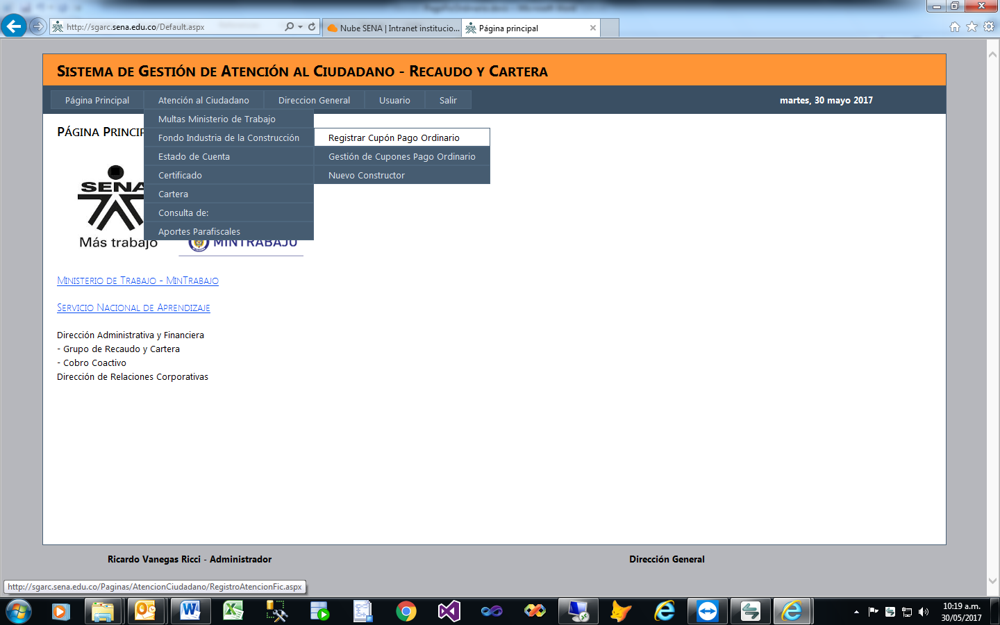 http://sgarc.sena.edu.co/Default.aspx
Nube SENA | Intranet institucio...
Página principal
SISTEMA DE GESTIÓN DE ATENCIÓN AL CIUDADANO - RECAUDO Y CARTERA
Página Principal
Atención al Ciudadano
Direccion General
Usuario
Salir
martes, 30 mayo 2017
Multas Ministerio de Trabajo
PÁGINA PRINCIP
Fondo Industria de la Construcción
Registrar Cupón Pago Ordinario
Estado de Cuenta
Gestión de Cupones Pago Ordinario
Certificado
Nuevo Constructor
SENA
Cartera
Consulta de:
Aportes Parafiscales
Más trabajo
MINTRABAJO
MINISTERIO DE TRABAJO - MINTRABAJO
SERVICIO NACIONAL DE APRENDIZAJE
Dirección Administrativa y Financiera
- Grupo de Recaudo y Cartera
- Cobro Coactivo
Dirección de Relaciones Corporativas
Ricardo Vanegas Ricci - Administrador
Dirección General
http://sgarc.sena.edu.co/Paginas/AtencionCiudadano/RegistroAtencionFic.aspx
10:19 a.m.
30/05/2017